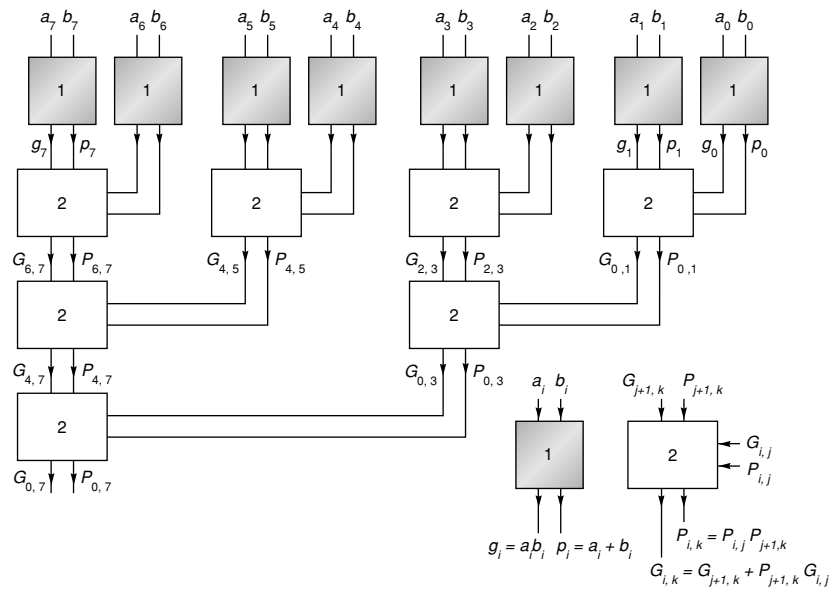 a7 b7 a6 b6 a5 b5 a4 b4 a3 b3 a2 b2 a1 b1 a0 b0
1 1 1 1 1 1 1 1
g7 p7 g1 p1 g0 p0
2 2 2 2
G6, 7 P6, 7 G4, 5 P4, 5 G2, 3 P2, 3 G0 ,1 P0 ,1
2 2
G4, 7 P4, 7 G0, 3 P0, 3
ai bi Gj+1, k Pj+1, k
2 1 2 Gi, j
Pi, j
G0, 7 P0, 7
gi = aibi pi = ai + bi Pi, k = Pi, j Pj+1,k
Gi, k = Gj+1, k + Pj+1, k Gi, j